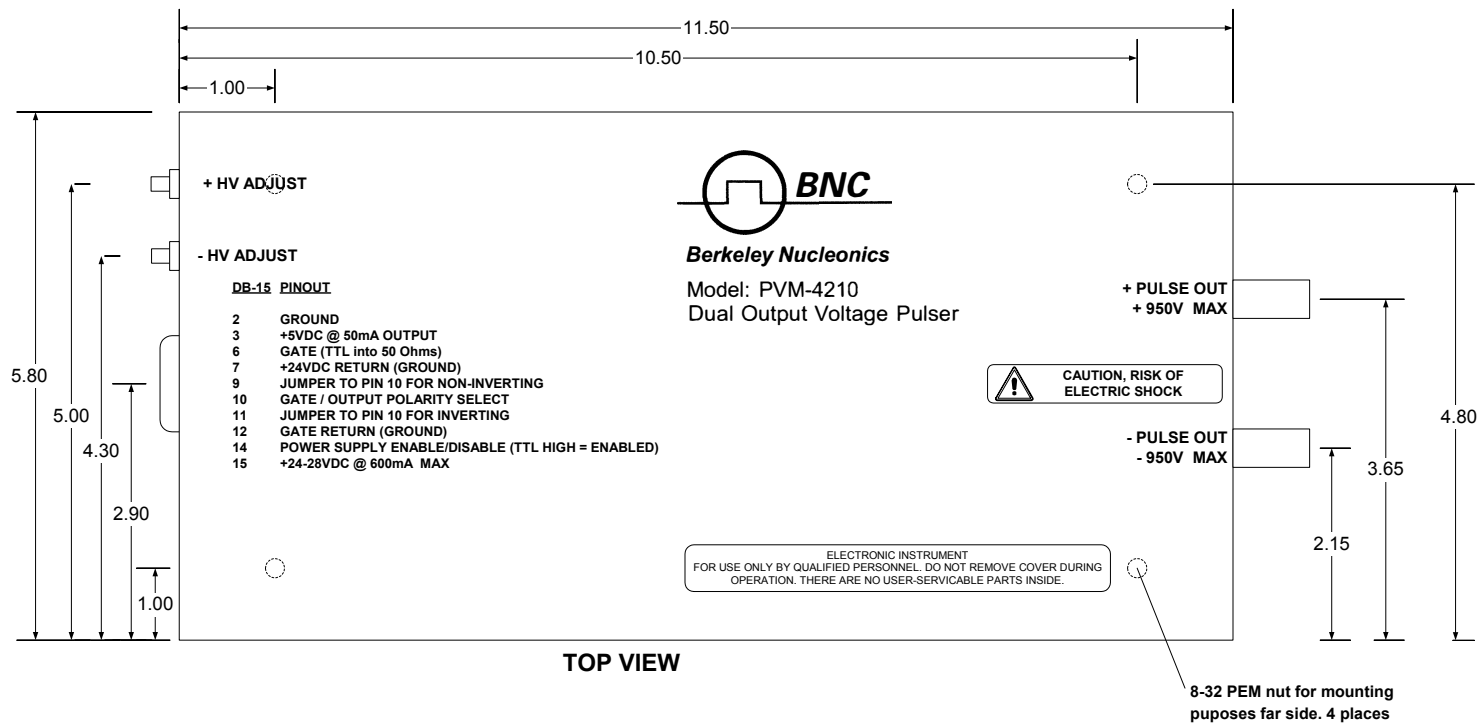 11.50
10.50
1.00
+ HV ADJUST
BNC
- HV ADJUST
Berkeley Nucleonics
Model: PVM-4210
Dual Output Voltage Pulser
DB-15 PINOUT
2 GROUND
3 +5VDC @ 50mA OUTPUT
6 GATE (TTL into 50 Ohms)
7 +24VDC RETURN (GROUND)
9 JUMPER TO PIN 10 FOR NON-INVERTING
10 GATE / OUTPUT POLARITY SELECT
11 JUMPER TO PIN 10 FOR INVERTING
12 GATE RETURN (GROUND)
14 POWER SUPPLY ENABLE/DISABLE (TTL HIGH = ENABLED)
15 +24-28VDC @ 600mA MAX
+ PULSE OUT
+ 950V MAX
CAUTION, RISK OF
ELECTRIC SHOCK
- PULSE OUT
- 950V MAX
5.80
5.00
4.30
2.90
1.00
4.80
3.65
2.15
ELECTRONIC INSTRUMENT
FOR USE ONLY BY QUALIFIED PERSONNEL. DO NOT REMOVE COVER DURING
OPERATION. THERE ARE NO USER-SERVICABLE PARTS INSIDE.
TOP VIEW
8-32 PEM nut for mounting
puposes far side. 4 places